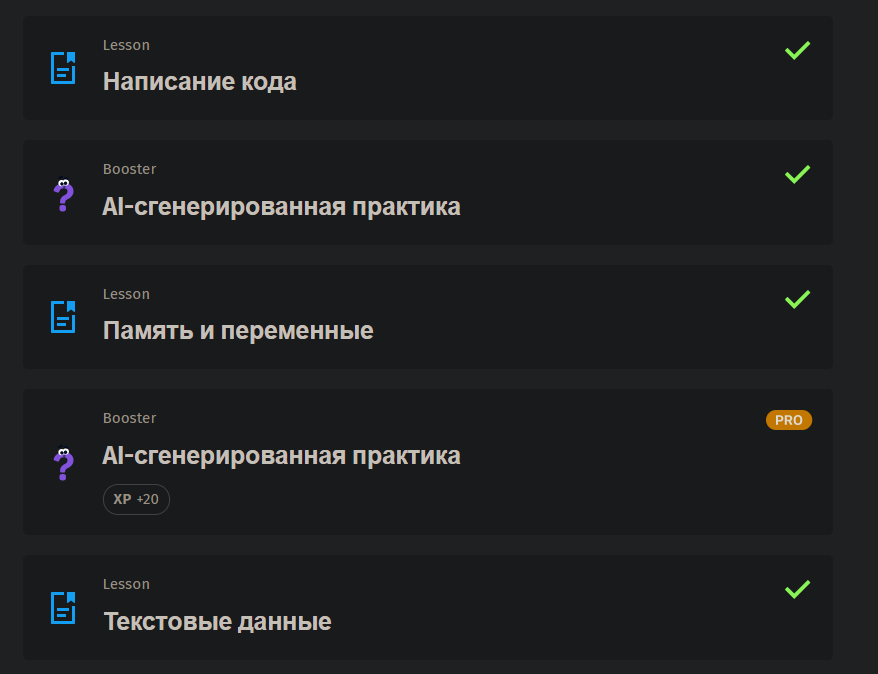 Lesson
Написание кода
Booster
AI-сгенерированная практика
Lesson
Память и переменные
Booster
PRO
AI-сгенерированная практика
XP +20
Lesson
Текстовые данные